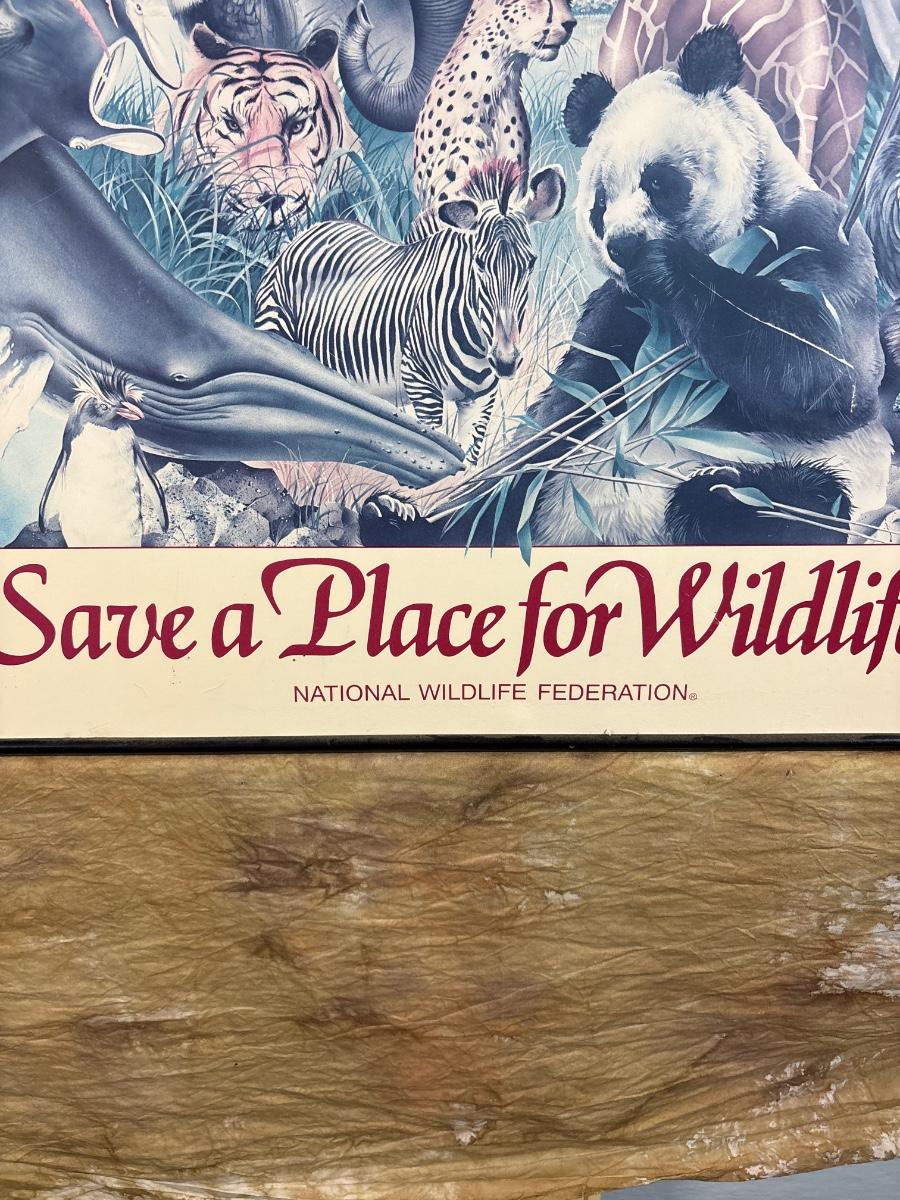 Save a Place for Wildlif
NATIONAL WILDLIFE FEDERATION®